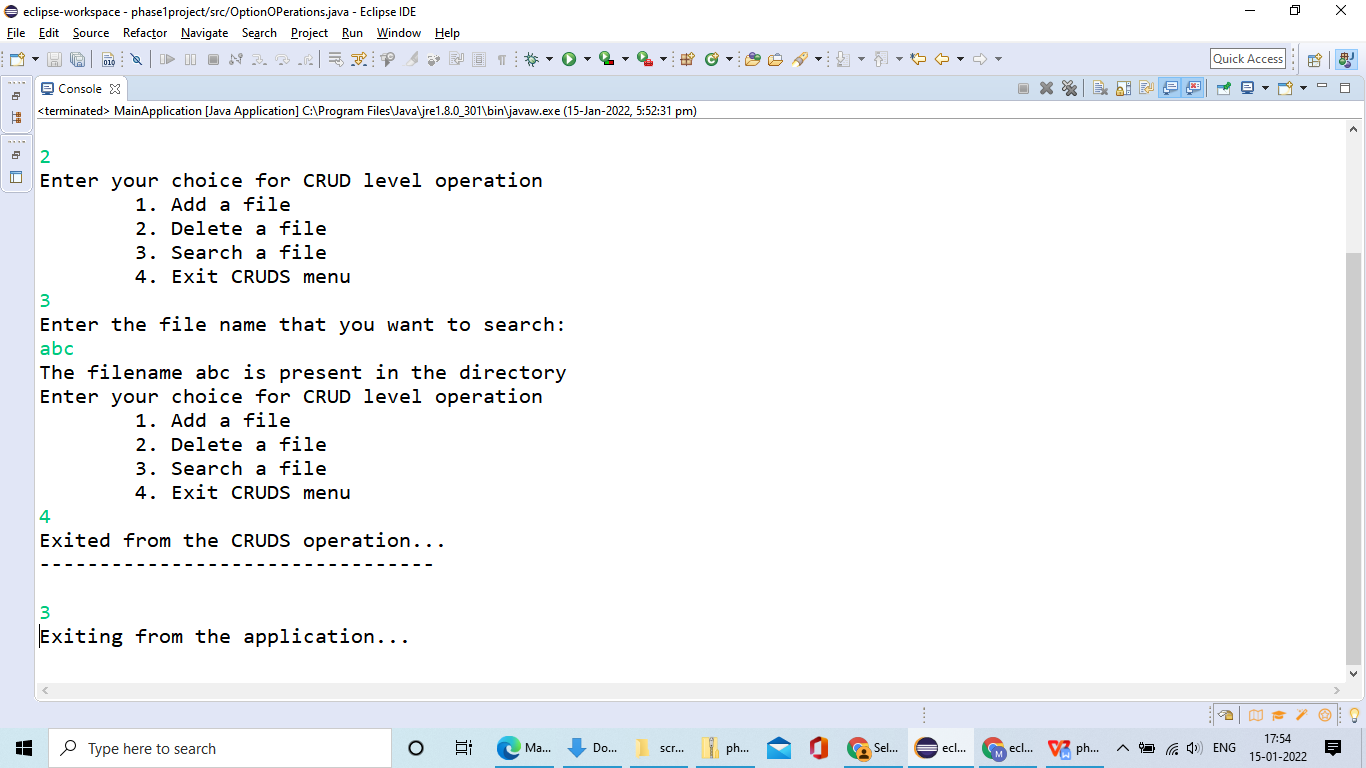 eclipse-workspace - phase1project/src/OptionOPerations.java - Eclipse IDE
File Edit Source Refactor Navigate Search Project Run Window Help
Quick Access
Console
<terminated> MainApplication [Java Application] C:\Program Files\Java\jre1.8.0_301\bin\javaw.exe (15-Jan-2022, 5:52:31 pm)
2
Enter your choice for CRUD level operation
1. Add a file
2. Delete a file
3. Search a file
4. Exit CRUDS menu
3
Enter the file name that you want to search:
abc
The filename abc is present in the directory
Enter your choice for CRUD level operation
1. Add a file
2. Delete a file
3. Search a file
4. Exit CRUDS menu
4
Exited from the CRUDS operation...
---------------------------------
3
Exiting from the application...
Type here to search
Ma... Do... scr... ph... Sel... ecl... ecl... ph... ENG
17:54
15-01-2022